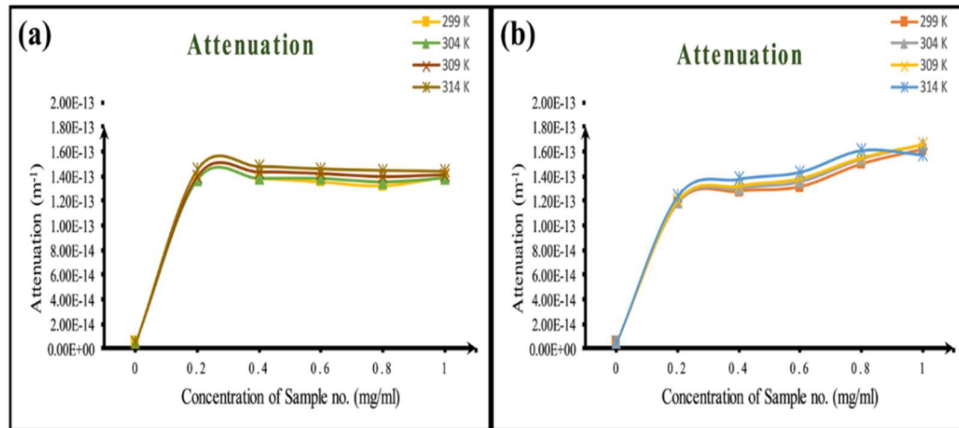 (a)
Attenuation
299 K
304 K
309 K
314 K
2.00E-13
1.80E-13
1.60E-13
1.40E-13
1.20E-13
1.00E-13
8.00E-14
6.00E-14
4.00E-14
2.00E-14
0.00E+00
Attenuation (m⁻¹)
0 0.2 0.4 0.6 0.8 1
Concentration of Sample no. (mg/ml)
(b)
Attenuation
299 K
304 K
309 K
314 K
2.00E-13
1.80E-13
1.60E-13
1.40E-13
1.20E-13
1.00E-13
8.00E-14
6.00E-14
4.00E-14
2.00E-14
0.00E+00
Attenuation (m⁻¹)
0 0.2 0.4 0.6 0.8 1
Concentration of Sample no. (mg/ml)